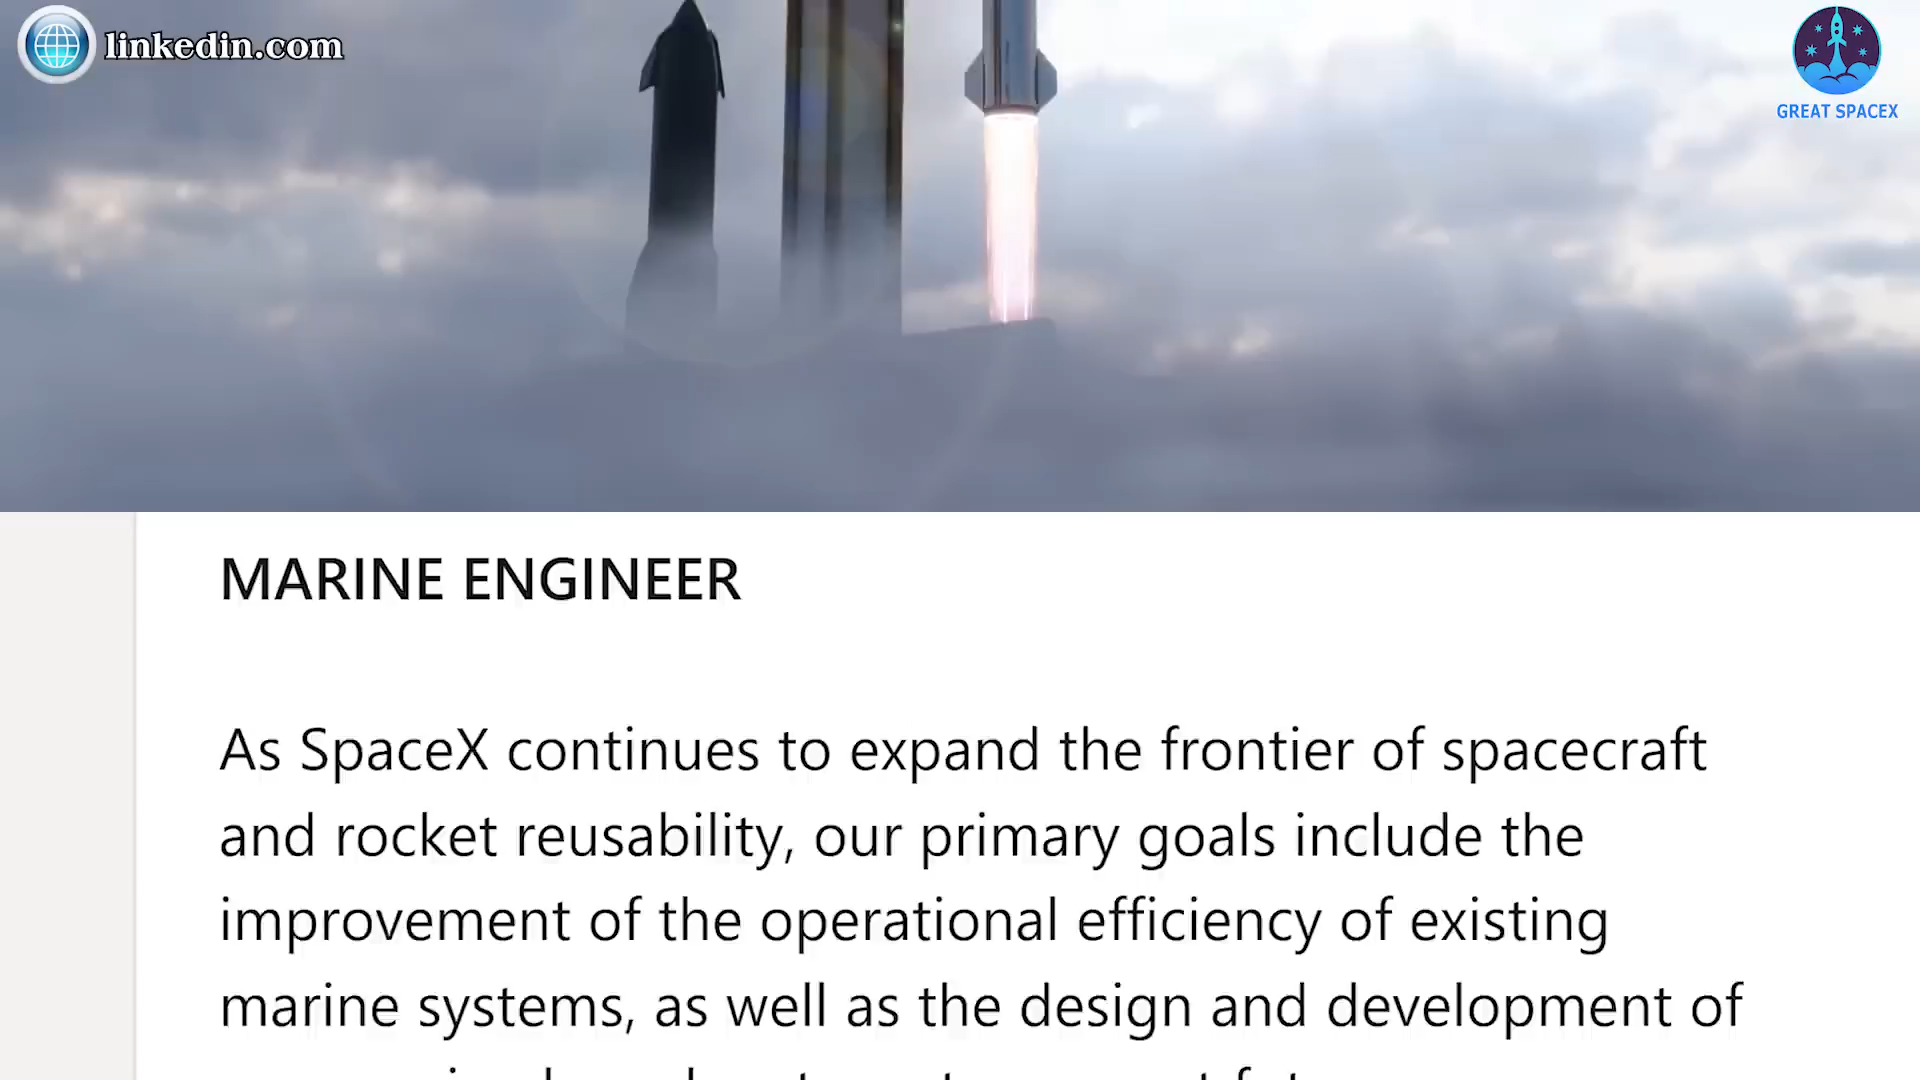 linkedin.com
GREAT SPACEX
MARINE ENGINEER
As SpaceX continues to expand the frontier of spacecraft
and rocket reusability, our primary goals include the
improvement of the operational efficiency of existing
marine systems, as well as the design and development of